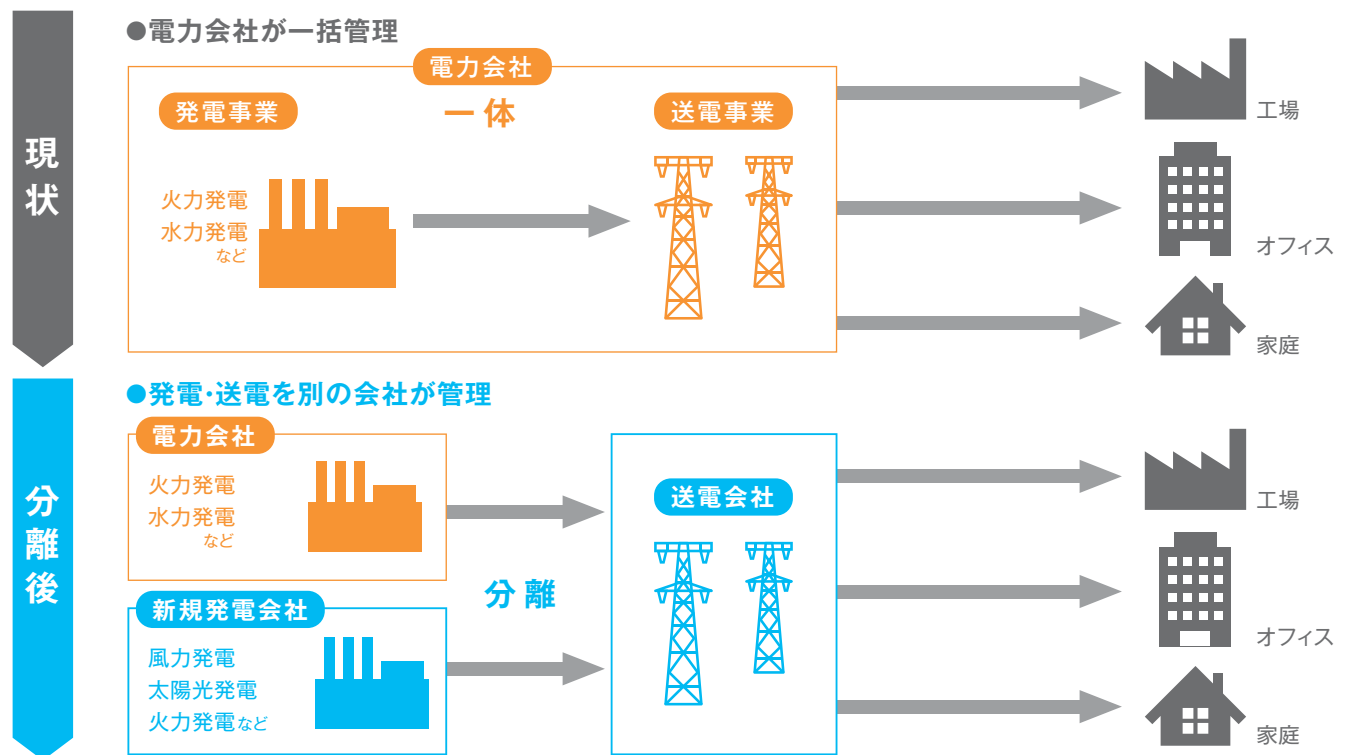 現状
●電力会社が一括管理
電力会社
発電事業
一体
送電事業
火力発電
水力発電
など
工場
オフィス
家庭
分離後
●発電･送電を別の会社が管理
電力会社
火力発電
水力発電
など
分離
新規発電会社
風力発電
太陽光発電
火力発電など
送電会社
工場
オフィス
家庭